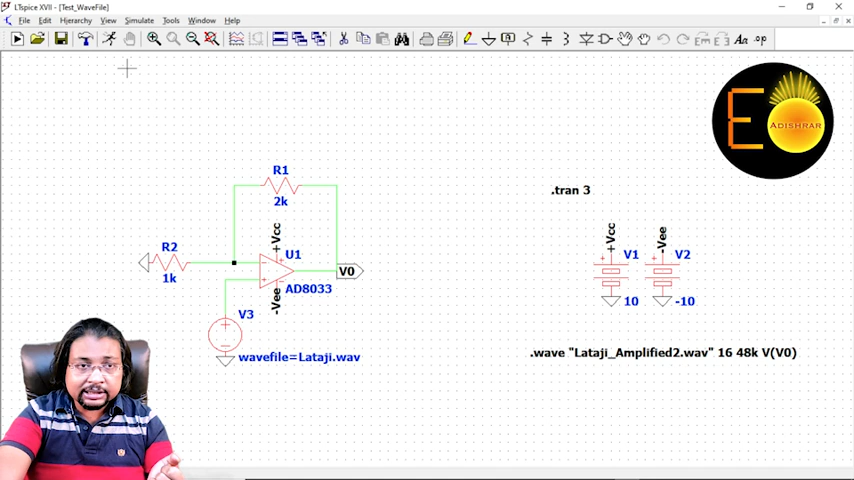 LTspice XVII - [Test_WaveFile]
File Edit Hierarchy View Simulate Tools Window Help
Aa .op
E
ADISHRAR
R1
2k
.tran 3
R2
1k
+Vcc
U1
V0
AD8033
-Vee
V3
wavefile=Lataji.wav
+Vcc
V1
10
-Vee
V2
-10
.wave "Lataji_Amplified2.wav" 16 48k V(V0)